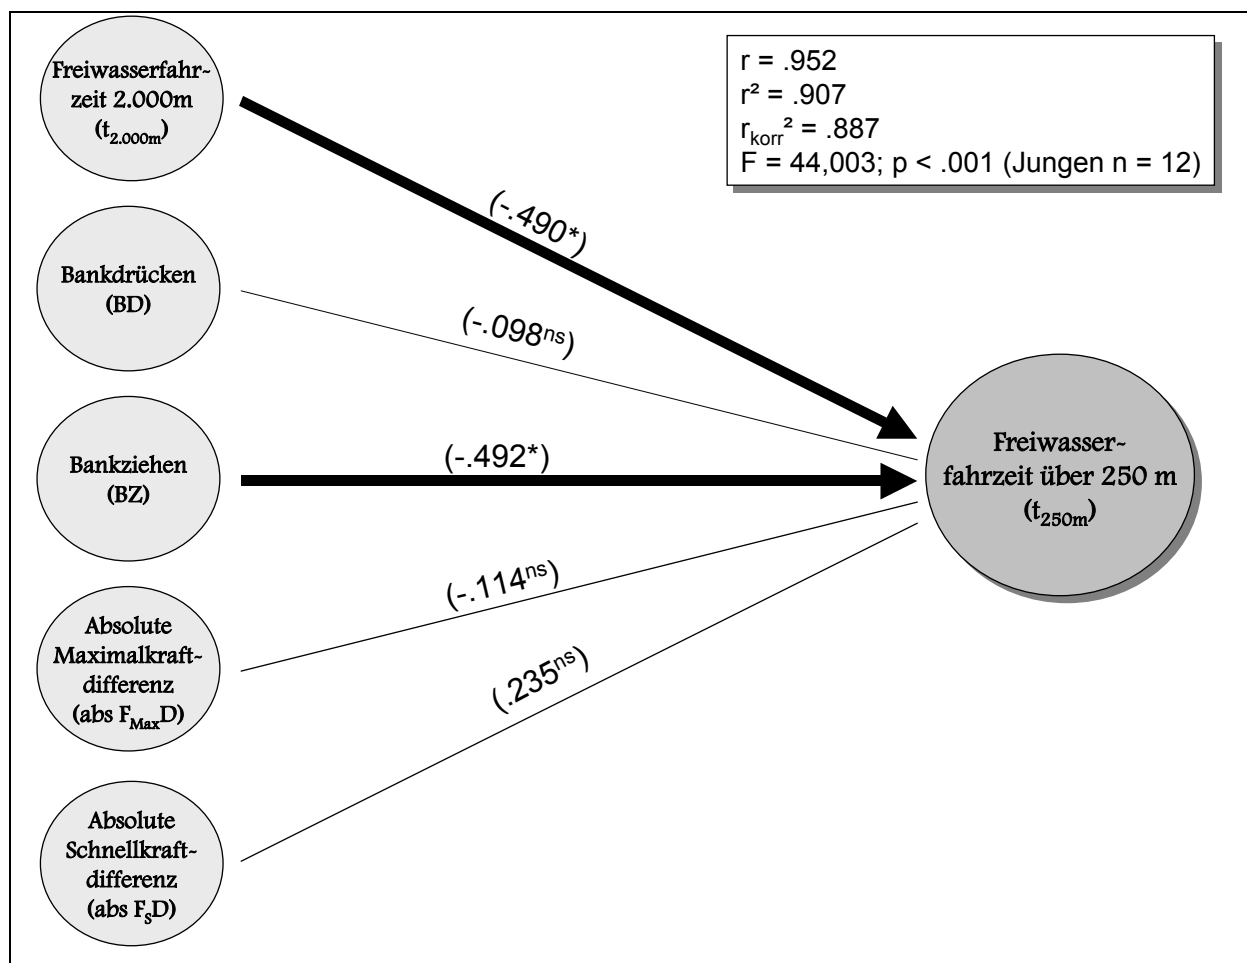 Freiwasserfahr-
zeit 2.000m
(t2.000m)
r = .952
r² = .907
rkorr² = .887
F = 44,003; p < .001 (Jungen n = 12)
(-.490*)
Bankdrücken
(BD)
(-.098ns)
Bankziehen
(BZ)
(-.492*)
Freiwasser-
fahrzeit über 250 m
(t250m)
Absolute
Maximalkraft-
differenz
(abs FMaxD)
(-.114ns)
Absolute
Schnellkraft-
differenz
(abs FSD)
(.235ns)